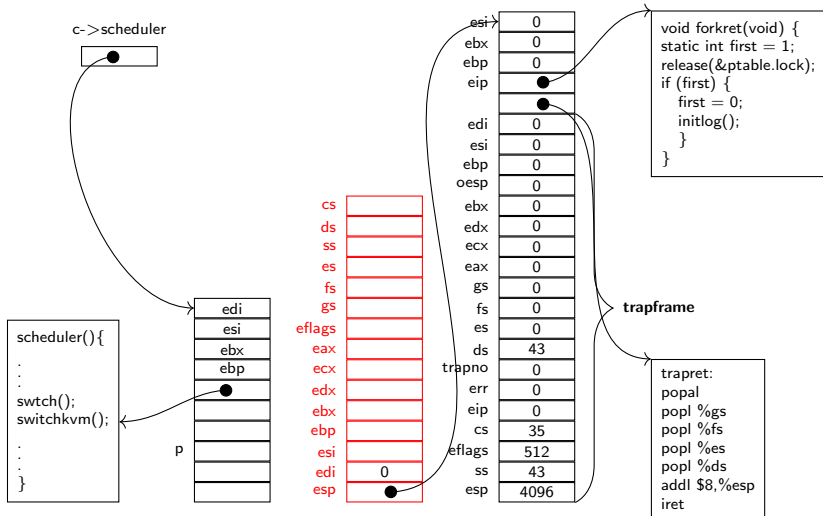 c->scheduler
scheduler(){
.
.
.
swtch();
switchkvm();
.
.
.
}
edi
esi
ebx
ebp
p
cs
ds
ss
es
fs
gs
eflags
eax
ecx
edx
ebx
ebp
esi
edi 0
esp
esi 0
ebx 0
ebp 0
eip
edi 0
esi 0
ebp 0
oesp 0
ebx 0
edx 0
ecx 0
eax 0
gs 0
fs 0
es 0
ds 43
trapno 0
err 0
eip 0
cs 35
eflags 512
ss 43
esp 4096
void forkret(void) {
static int first = 1;
release(&ptable.lock);
if (first) {
first = 0;
initlog();
}
}
trapframe
trapret:
popal
popl %gs
popl %fs
popl %es
popl %ds
addl $8,%esp
iret